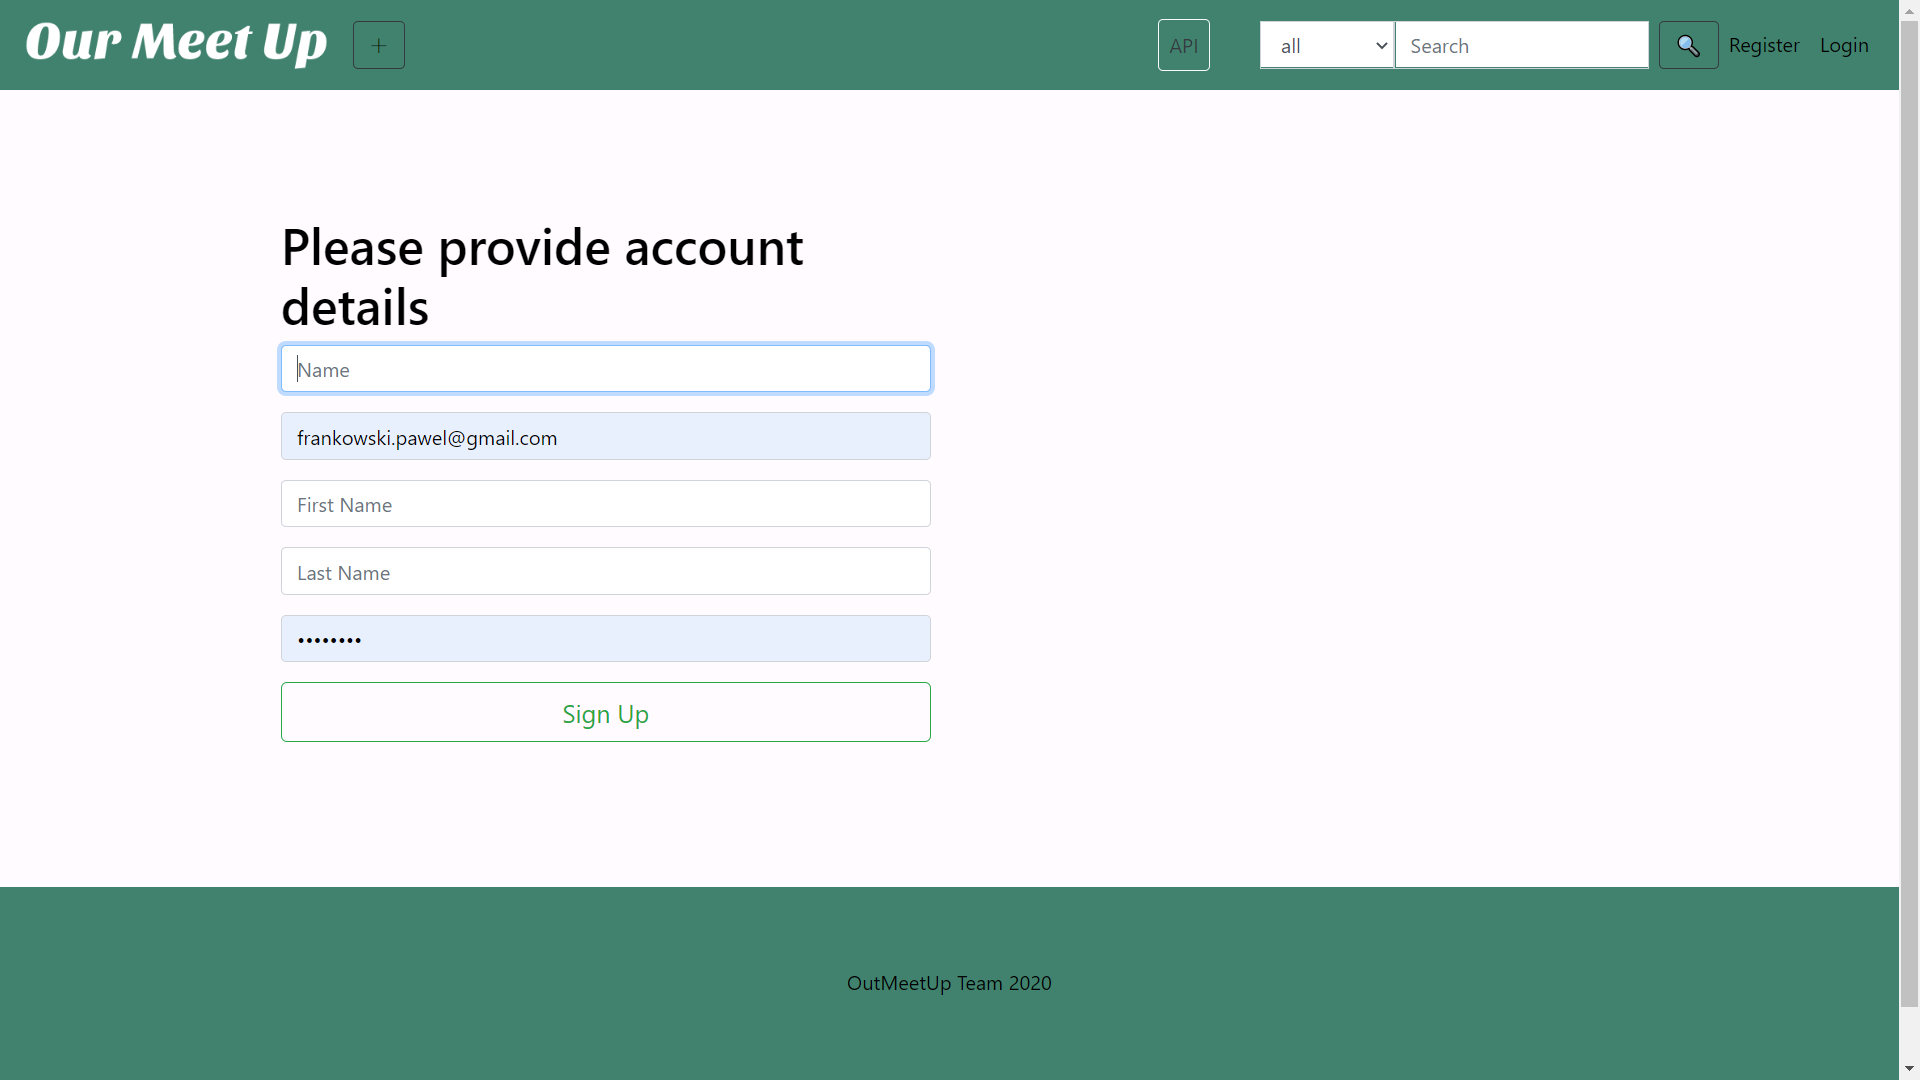 Our Meet Up
+
API
all
Search
Register
Login
Please provide account
details
Name
frankowski.pawel@gmail.com
First Name
Last Name
••••••••
Sign Up
OutMeetUp Team 2020